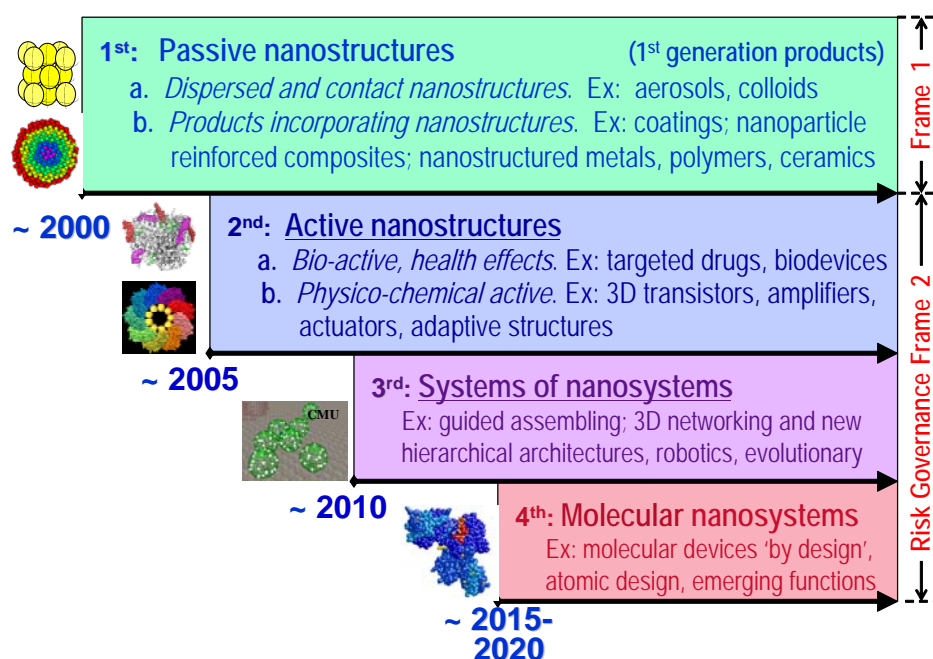 1st: Passive nanostructures (1st generation products)
a. Dispersed and contact nanostructures. Ex: aerosols, colloids
b. Products incorporating nanostructures. Ex: coatings; nanoparticle
reinforced composites; nanostructured metals, polymers, ceramics
Frame 1
~ 2000
2nd: Active nanostructures
a. Bio-active, health effects. Ex: targeted drugs, biodevices
b. Physico-chemical active. Ex: 3D transistors, amplifiers,
actuators, adaptive structures
~ 2005
CMU
3rd: Systems of nanosystems
Ex: guided assembling; 3D networking and new
hierarchical architectures, robotics, evolutionary
~ 2010
4th: Molecular nanosystems
Ex: molecular devices ‘by design’,
atomic design, emerging functions
~ 2015-
2020
Risk Governance Frame 2